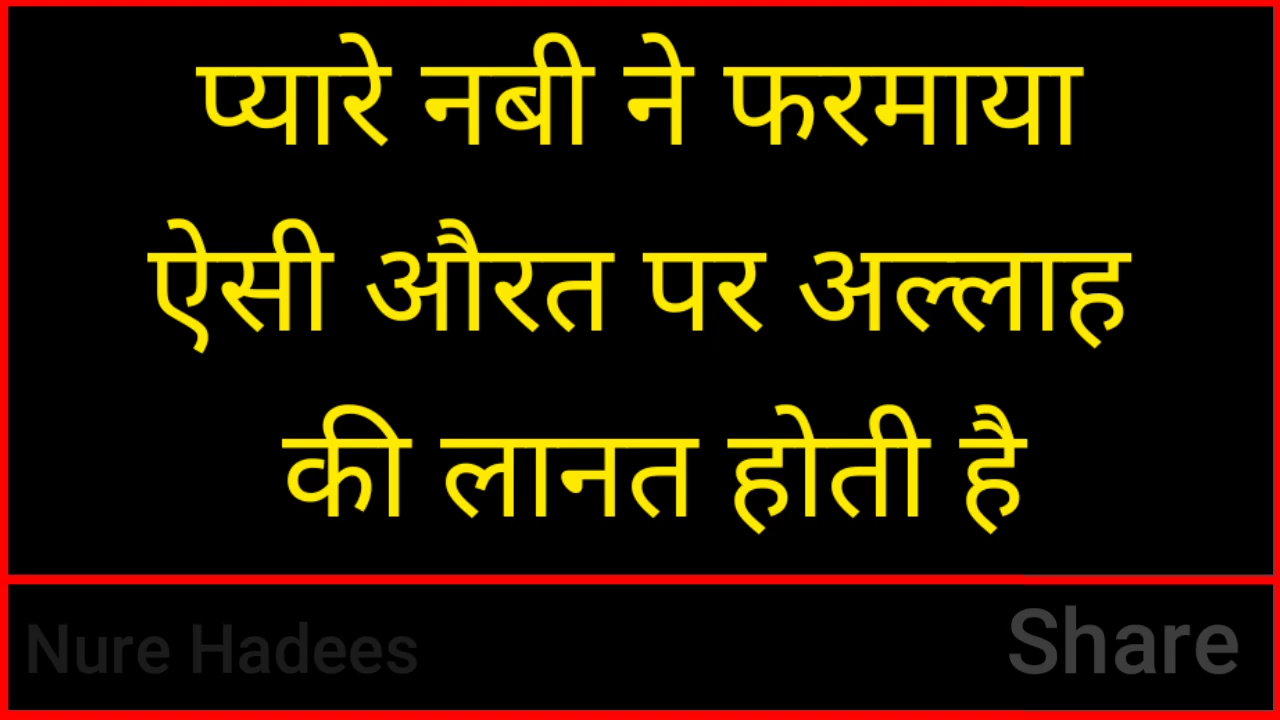 प्यारे नबी ने फरमाया
ऐसी औरत पर अल्लाह
की लानत होती है
Nure Hadees
Share